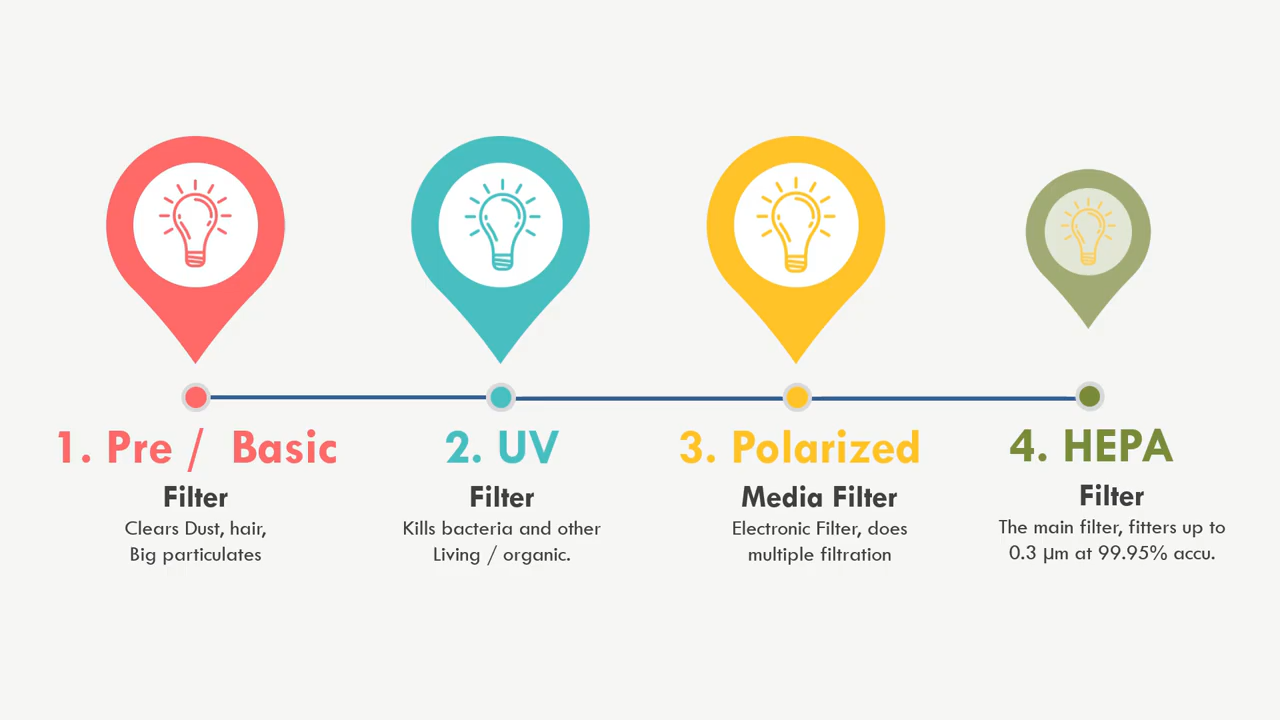 1. Pre /  Basic
Filter
Clears Dust, hair,
Big particulates
2. UV
Filter
Kills bacteria and other
Living / organic.
3. Polarized
Media Filter
Electronic Filter, does
multiple filtration
4. HEPA
Filter
The main filter, fitters up to
0.3 µm at 99.95% accu.